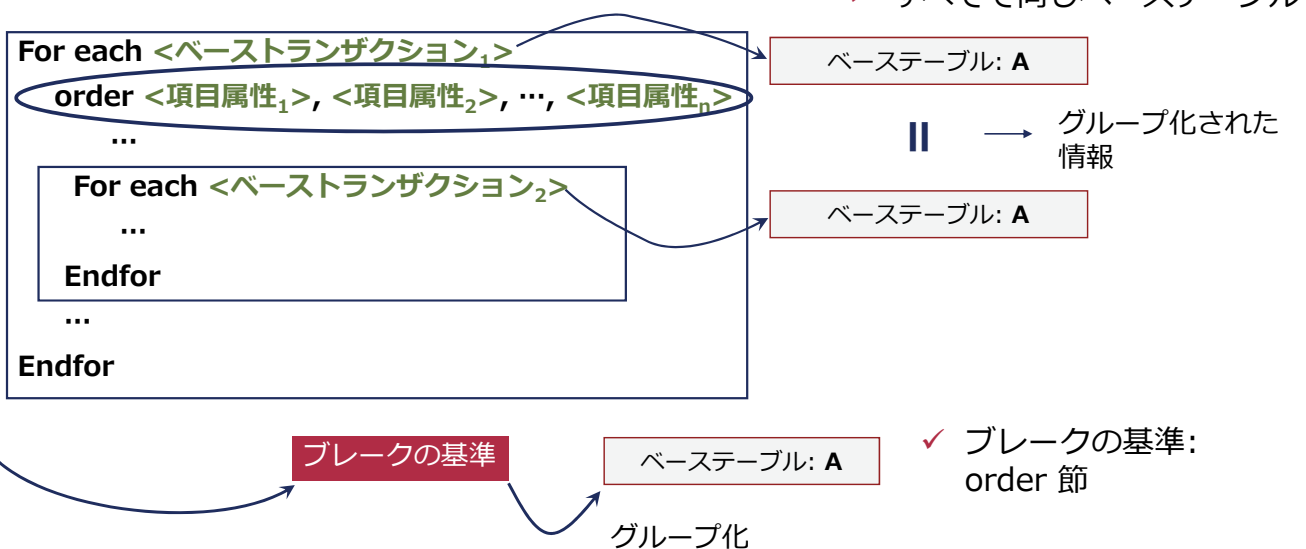 For each <ベーストランザクション1>
order <項目属性1>, <項目属性2>, …, <項目属性n>
…
For each <ベーストランザクション2>
…
Endfor
…
Endfor
ベーステーブル: A
=
グループ化された
情報
ベーステーブル: A
ブレークの基準
ベーステーブル: A
グループ化
✓ ブレークの基準:
order 節